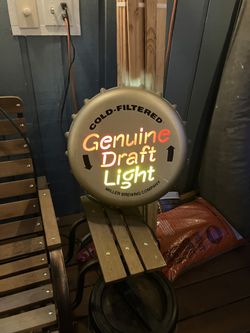 COLD-FILTERED
Genuine
Draft
Light
MILLER BREWING COMPANY